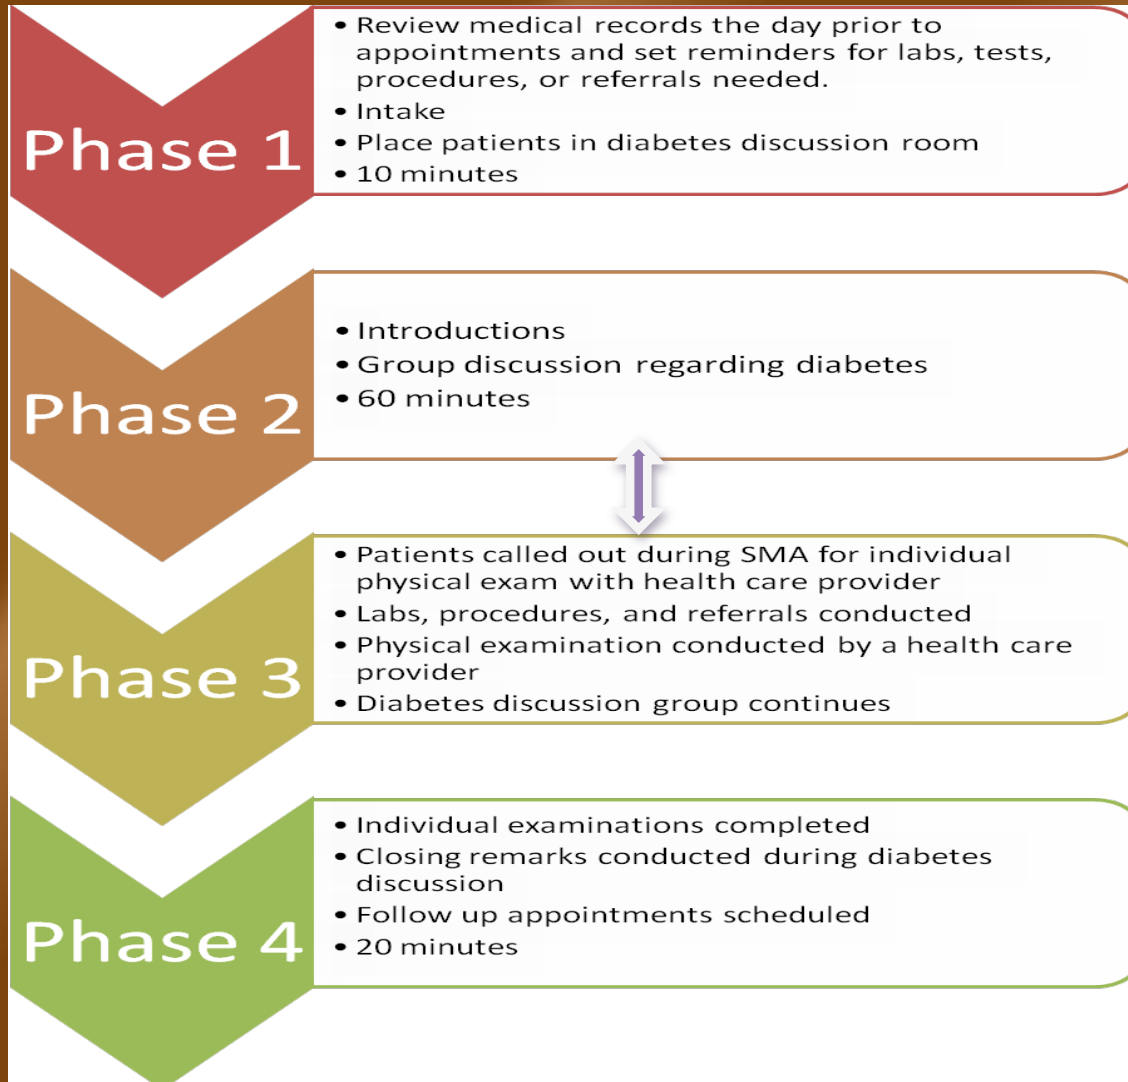 Phase 1
• Review medical records the day prior to
appointments and set reminders for labs, tests,
procedures, or referrals needed.
• Intake
• Place patients in diabetes discussion room
• 10 minutes
Phase 2
• Introductions
• Group discussion regarding diabetes
• 60 minutes
Phase 3
• Patients called out during SMA for individual
physical exam with health care provider
• Labs, procedures, and referrals conducted
• Physical examination conducted by a health care
provider
• Diabetes discussion group continues
Phase 4
• Individual examinations completed
• Closing remarks conducted during diabetes
discussion
• Follow up appointments scheduled
• 20 minutes